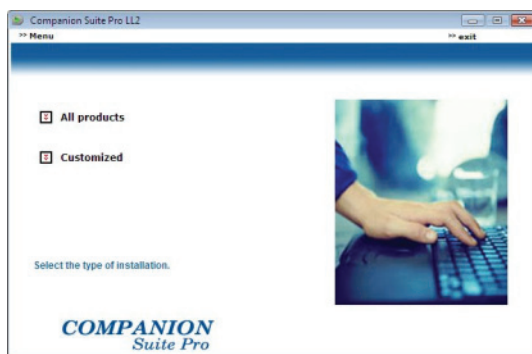 Companion Suite Pro LL2
>> Menu
>> exit
All products
Customized
Select the type of installation.
COMPANION
Suite Pro